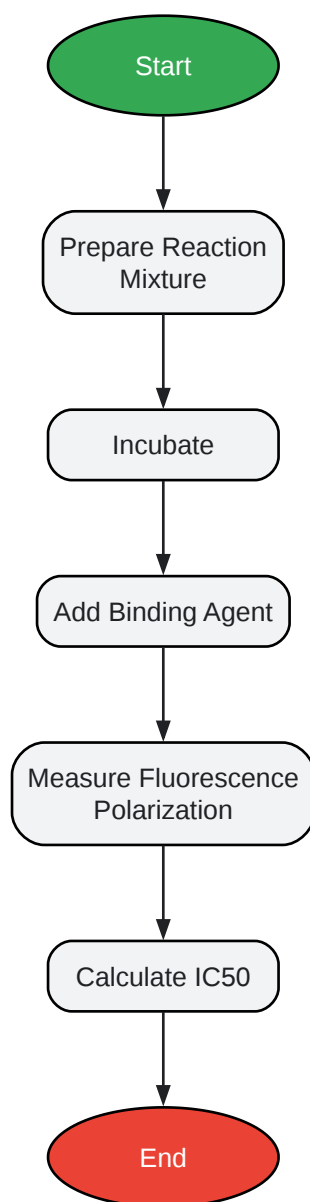 Start
Prepare Reaction
Mixture
Incubate
Add Binding Agent
Measure Fluorescence
Polarization
Calculate IC50
End